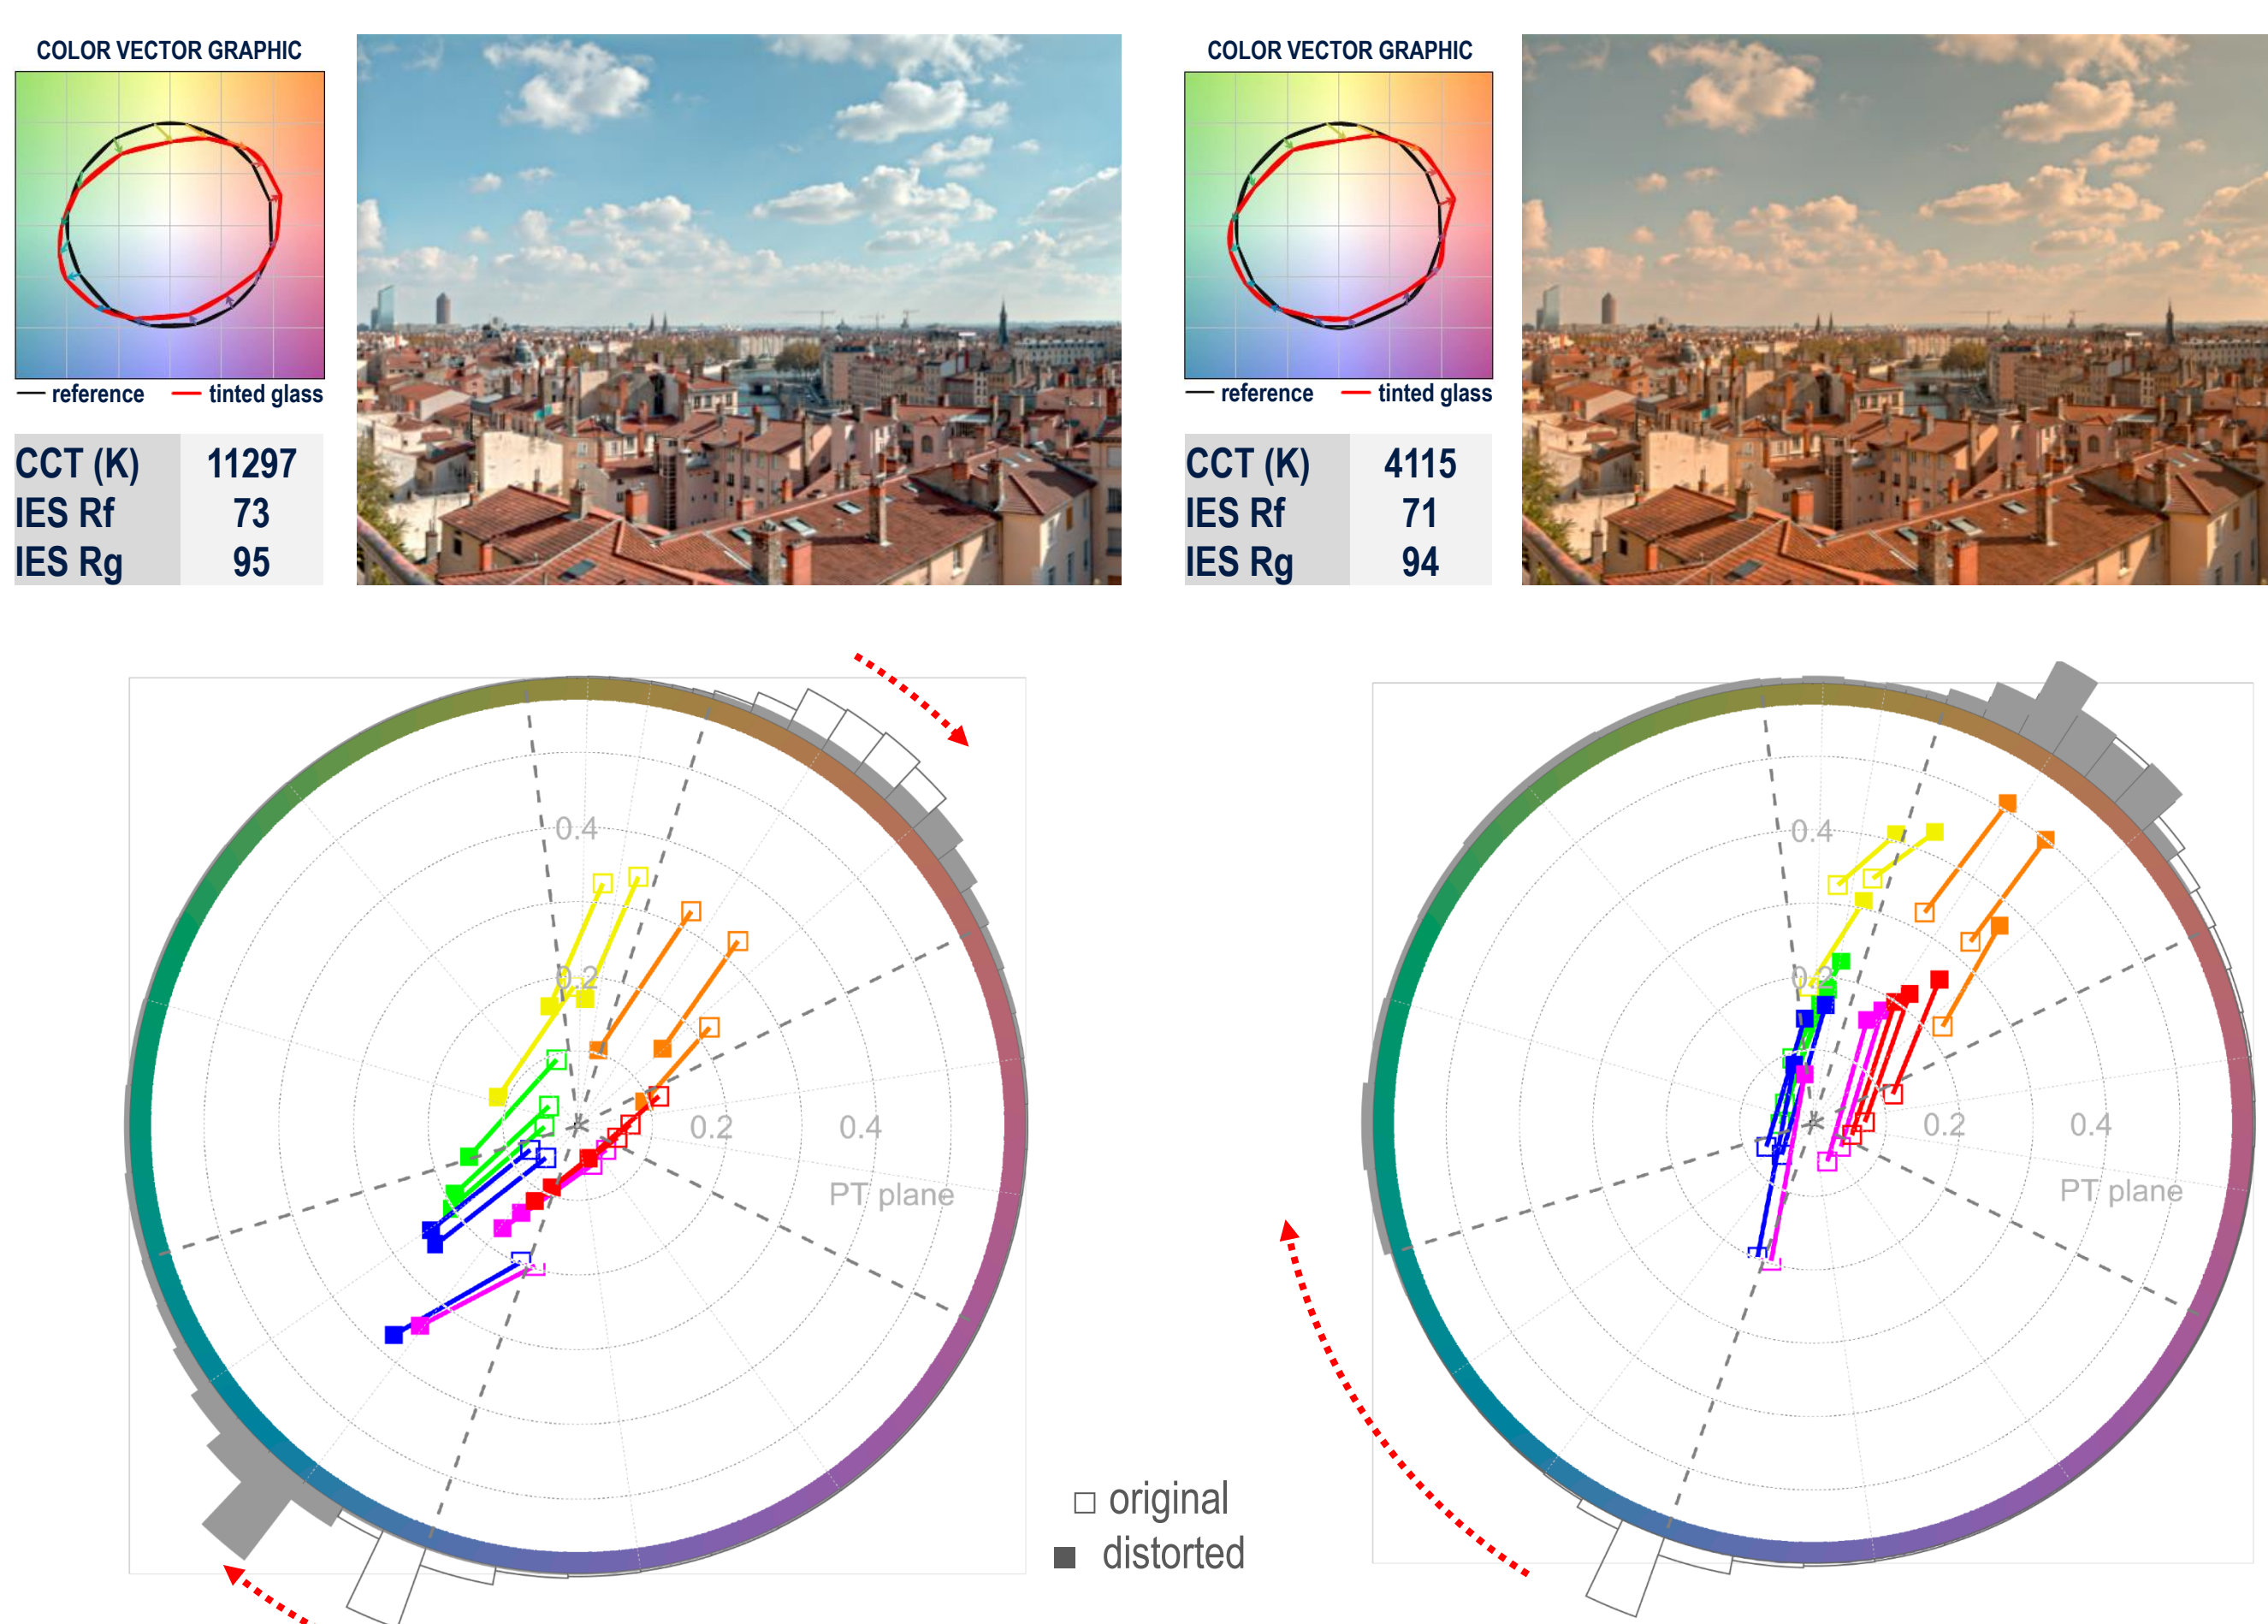 COLOR VECTOR GRAPHIC
reference tinted glass
CCT (K) 11297
IES Rf 73
IES Rg 95
COLOR VECTOR GRAPHIC
reference tinted glass
CCT (K) 4115
IES Rf 71
IES Rg 94
0.4
0.2
0.2 0.4
PT plane
0.4
0.2
0.2 0.4
PT plane
original
distorted